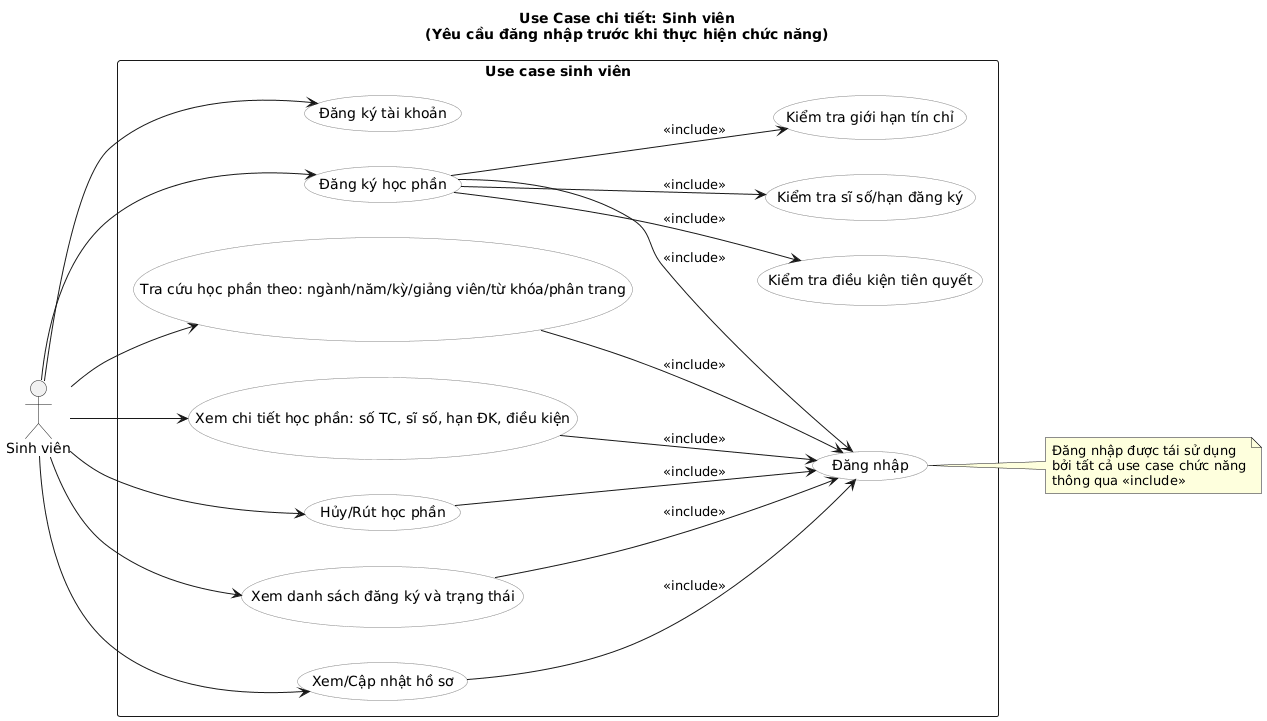 Use Case chi tiết: Sinh viên
(Yêu cầu đăng nhập trước khi thực hiện chức năng)
Use case sinh viên
Đăng ký tài khoản
Kiểm tra giới hạn tín chỉ
«include»
Đăng ký học phần
«include»
Kiểm tra sĩ số/hạn đăng ký
«include»
«include»
Kiểm tra điều kiện tiên quyết
Tra cứu học phần theo: ngành/năm/kỳ/giảng viên/từ khóa/phân trang
«include»
Xem chi tiết học phần: số TC, sĩ số, hạn ĐK, điều kiện
«include»
Sinh viên
Đăng nhập
Đăng nhập được tái sử dụng
bởi tất cả use case chức năng
thông qua «include»
«include»
Hủy/Rút học phần
«include»
Xem danh sách đăng ký và trạng thái
«include»
Xem/Cập nhật hồ sơ